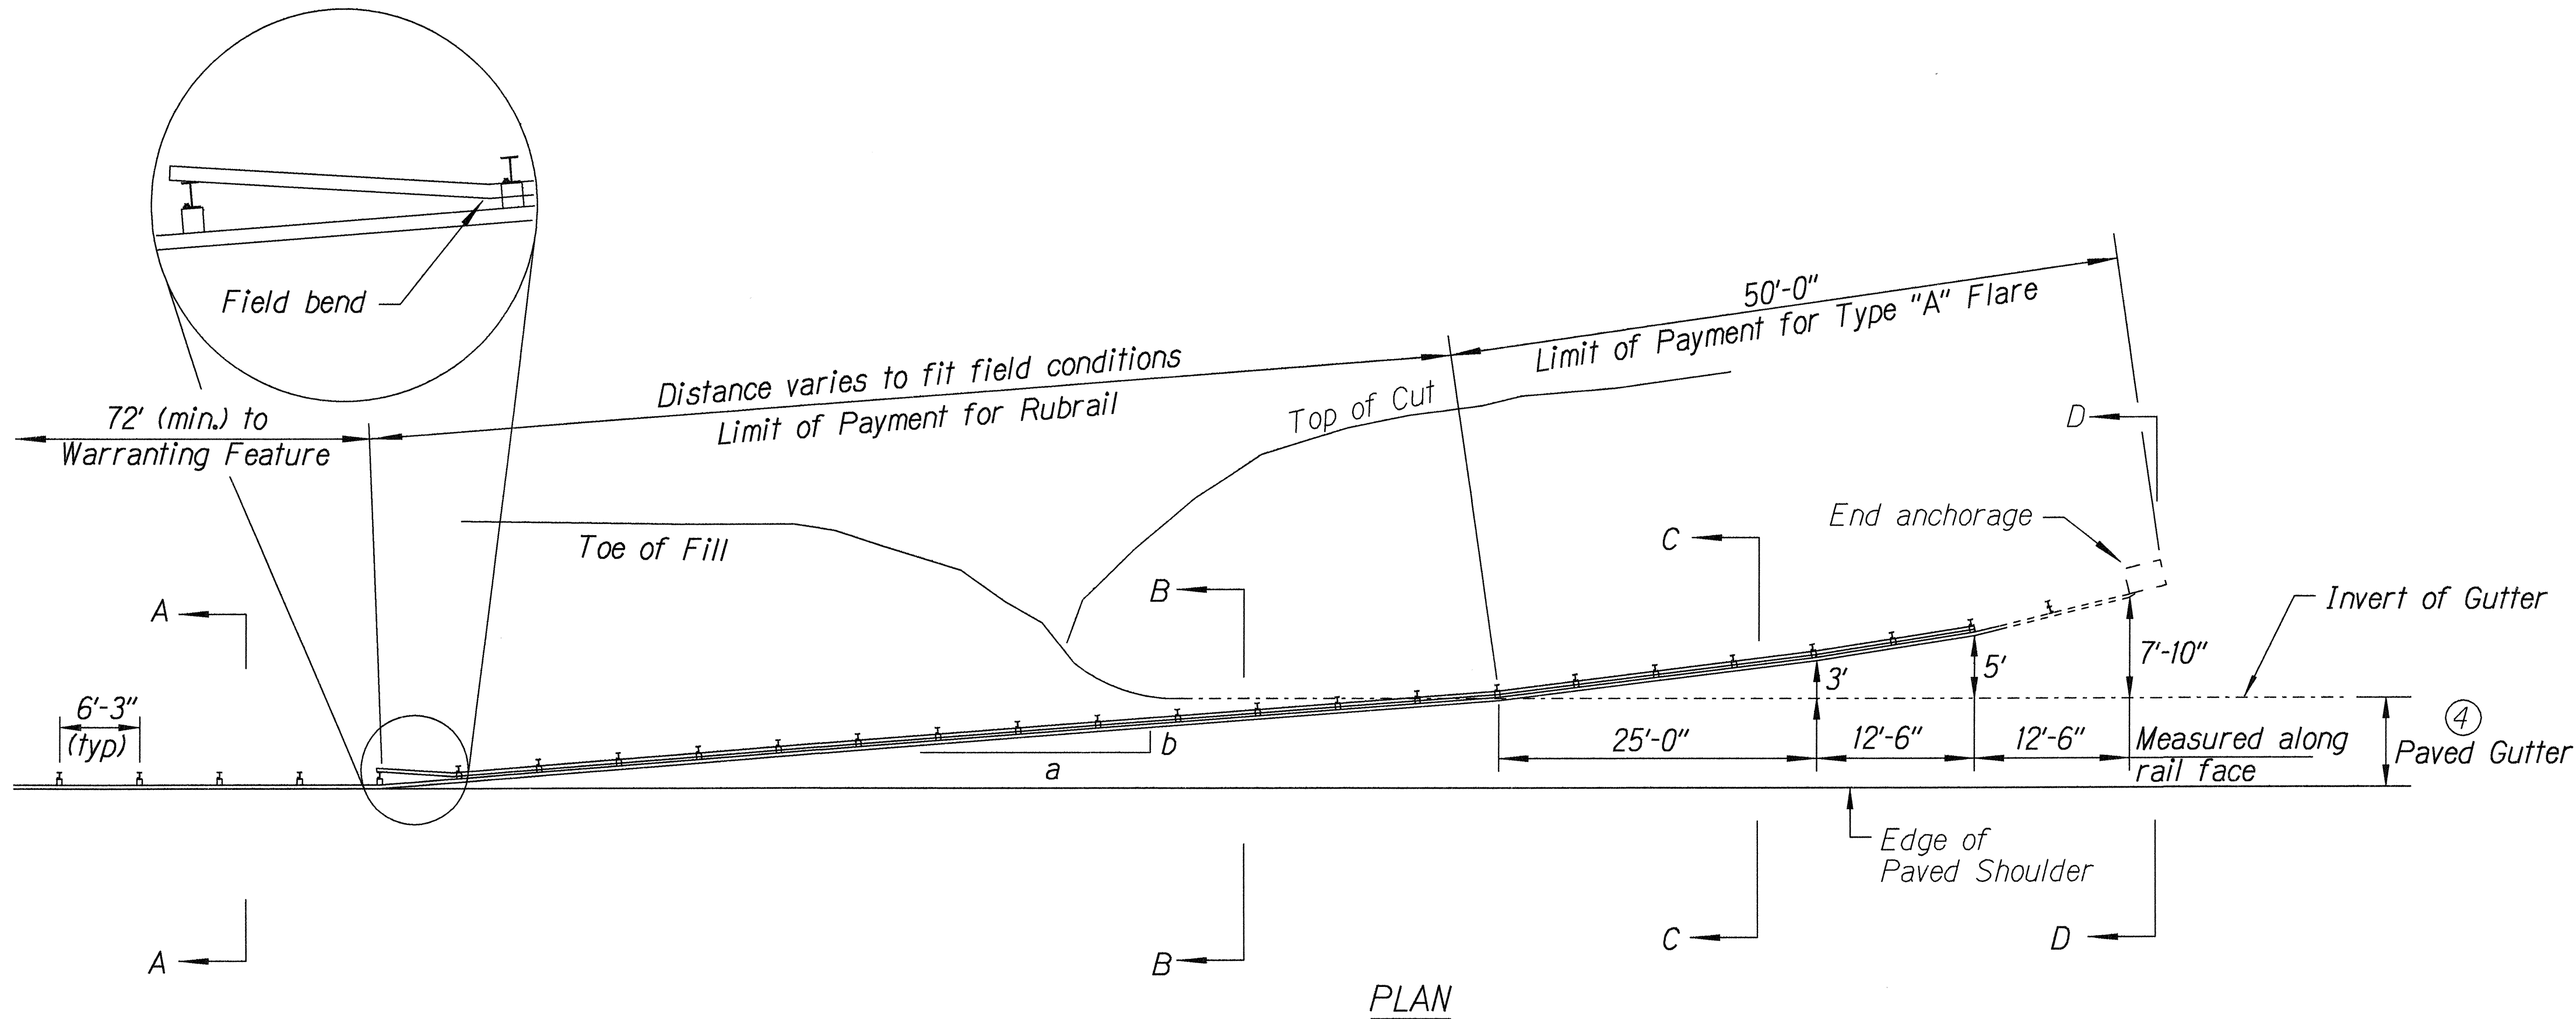 Field bend
72' (min.) to
Warranting Feature
Distance varies to fit field conditions
Limit of Payment for Rubrail
50'-0"
Limit of Payment for Type "A" Flare
Top of Cut
Toe of Fill
D
End anchorage
C
B
A
Invert of Gutter
6'-3"
(typ)
3'
5'
7'-10"
b
a
25'-0"
12'-6"
12'-6"
Measured along
rail face
4
Paved Gutter
Edge of
Paved Shoulder
A
B
C
D
PLAN